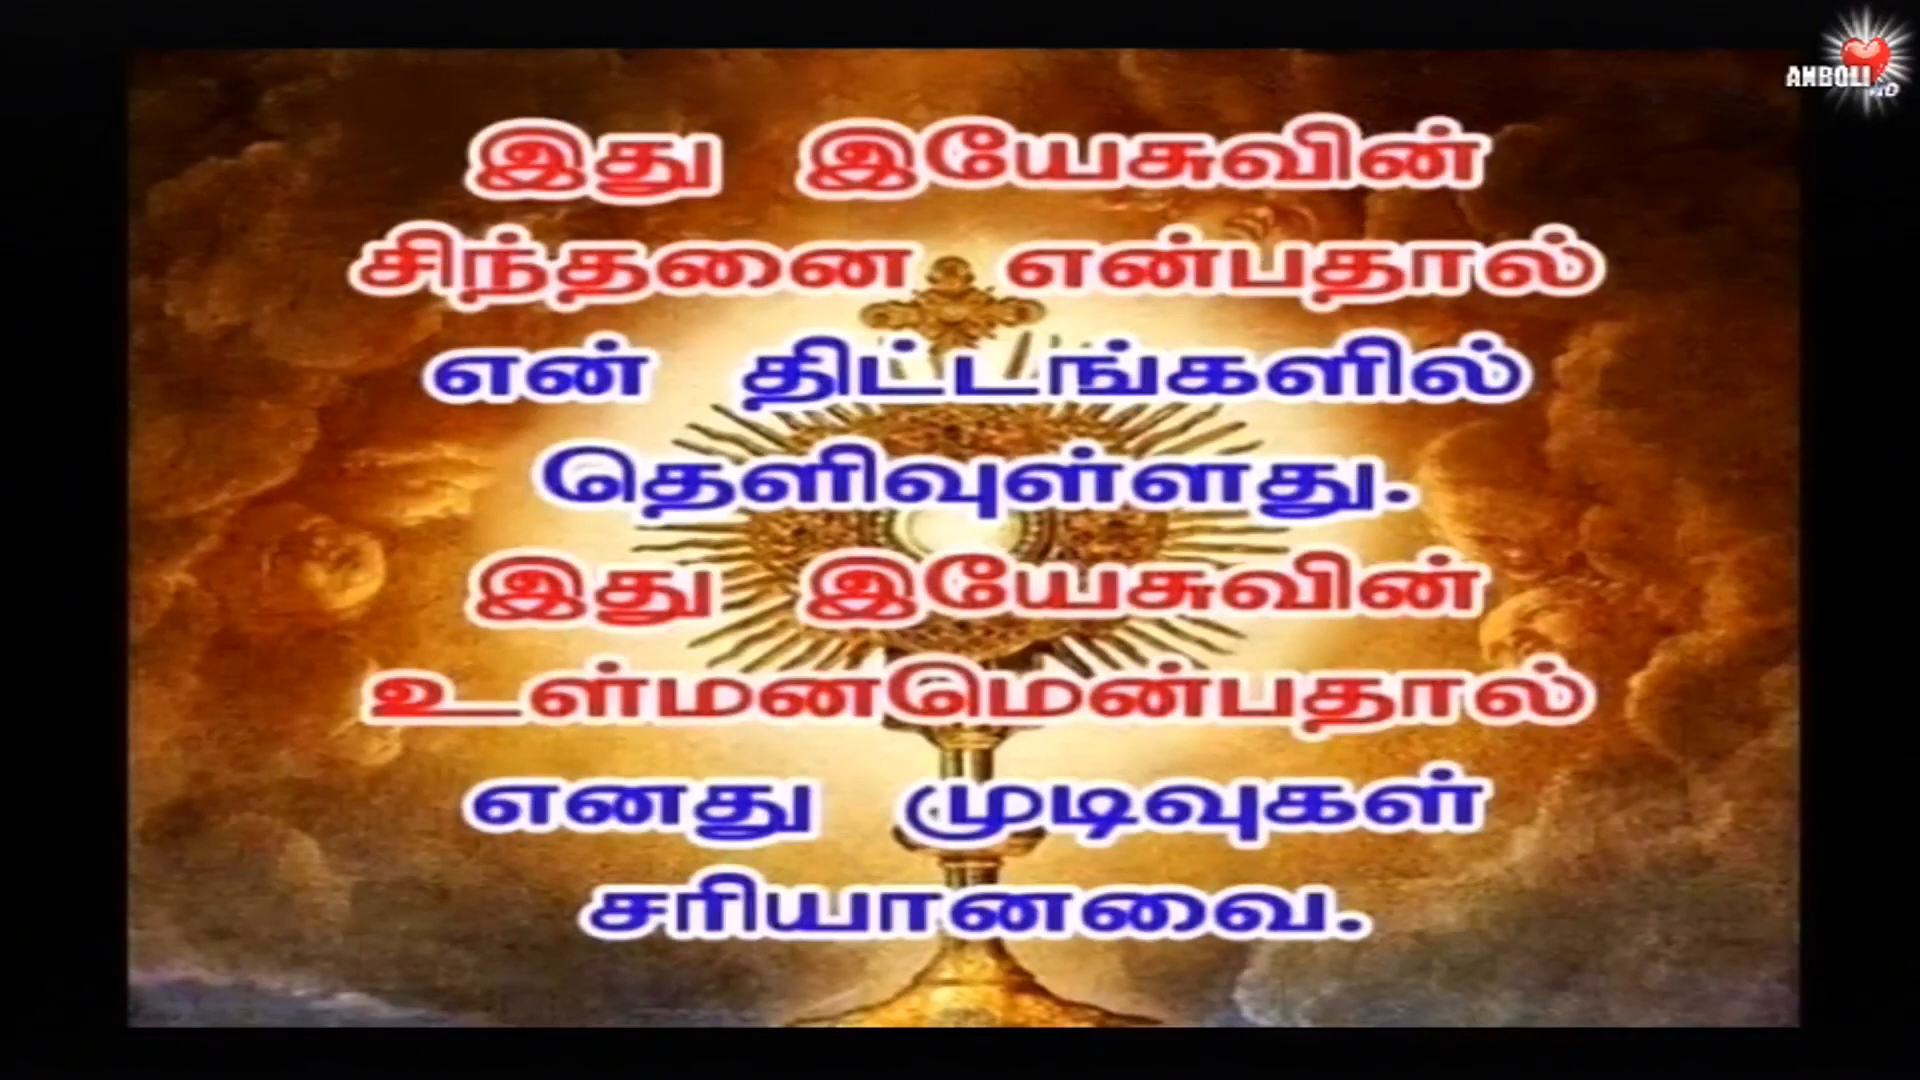 இது இயேசுவின்
சிந்தனை என்பதால்
என் திட்டங்களில்
தெளிவுள்ளது.
இது இயேசுவின்
உள்மனமென்பதால்
எனது முடிவுகள்
சரியானவை.
ANBOLI
HD